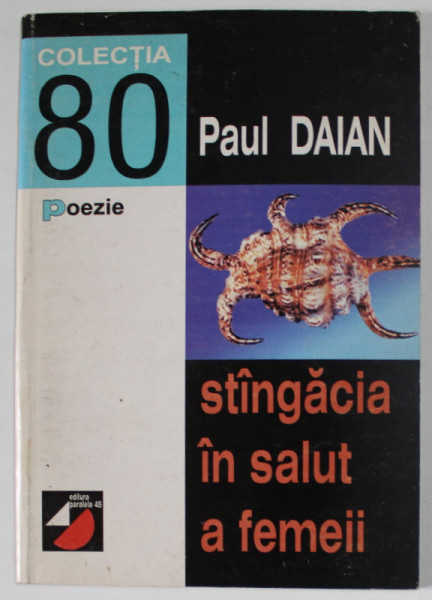 COLECȚIA
80
poezie
Paul DAIAN
stîngăcia
în salut
a femeii
editura
paralela 45